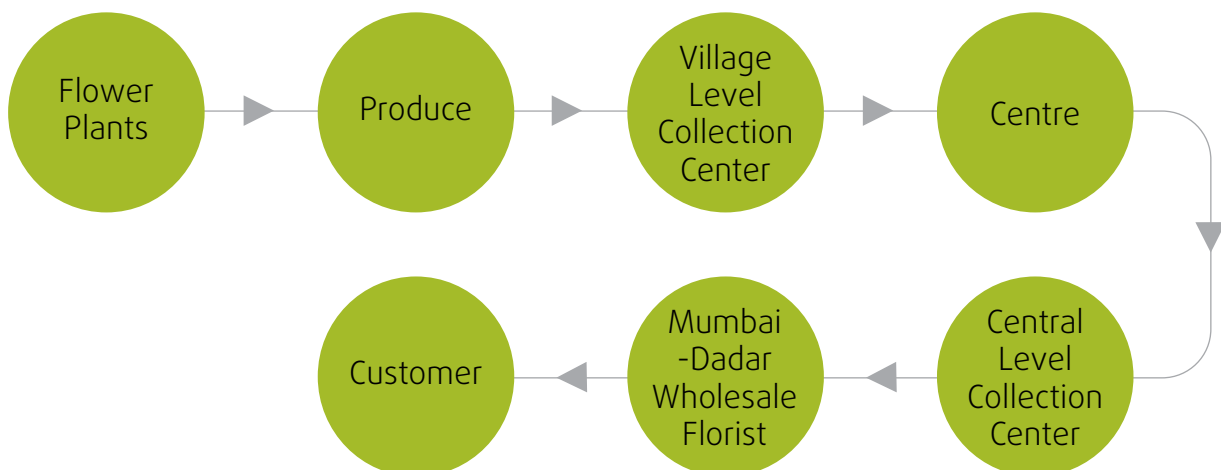 Flower
Plants
Produce
Village
Level
Collection
Center
Centre
Central
Level
Collection
Center
Mumbai
-Dadar
Wholesale
Florist
Customer